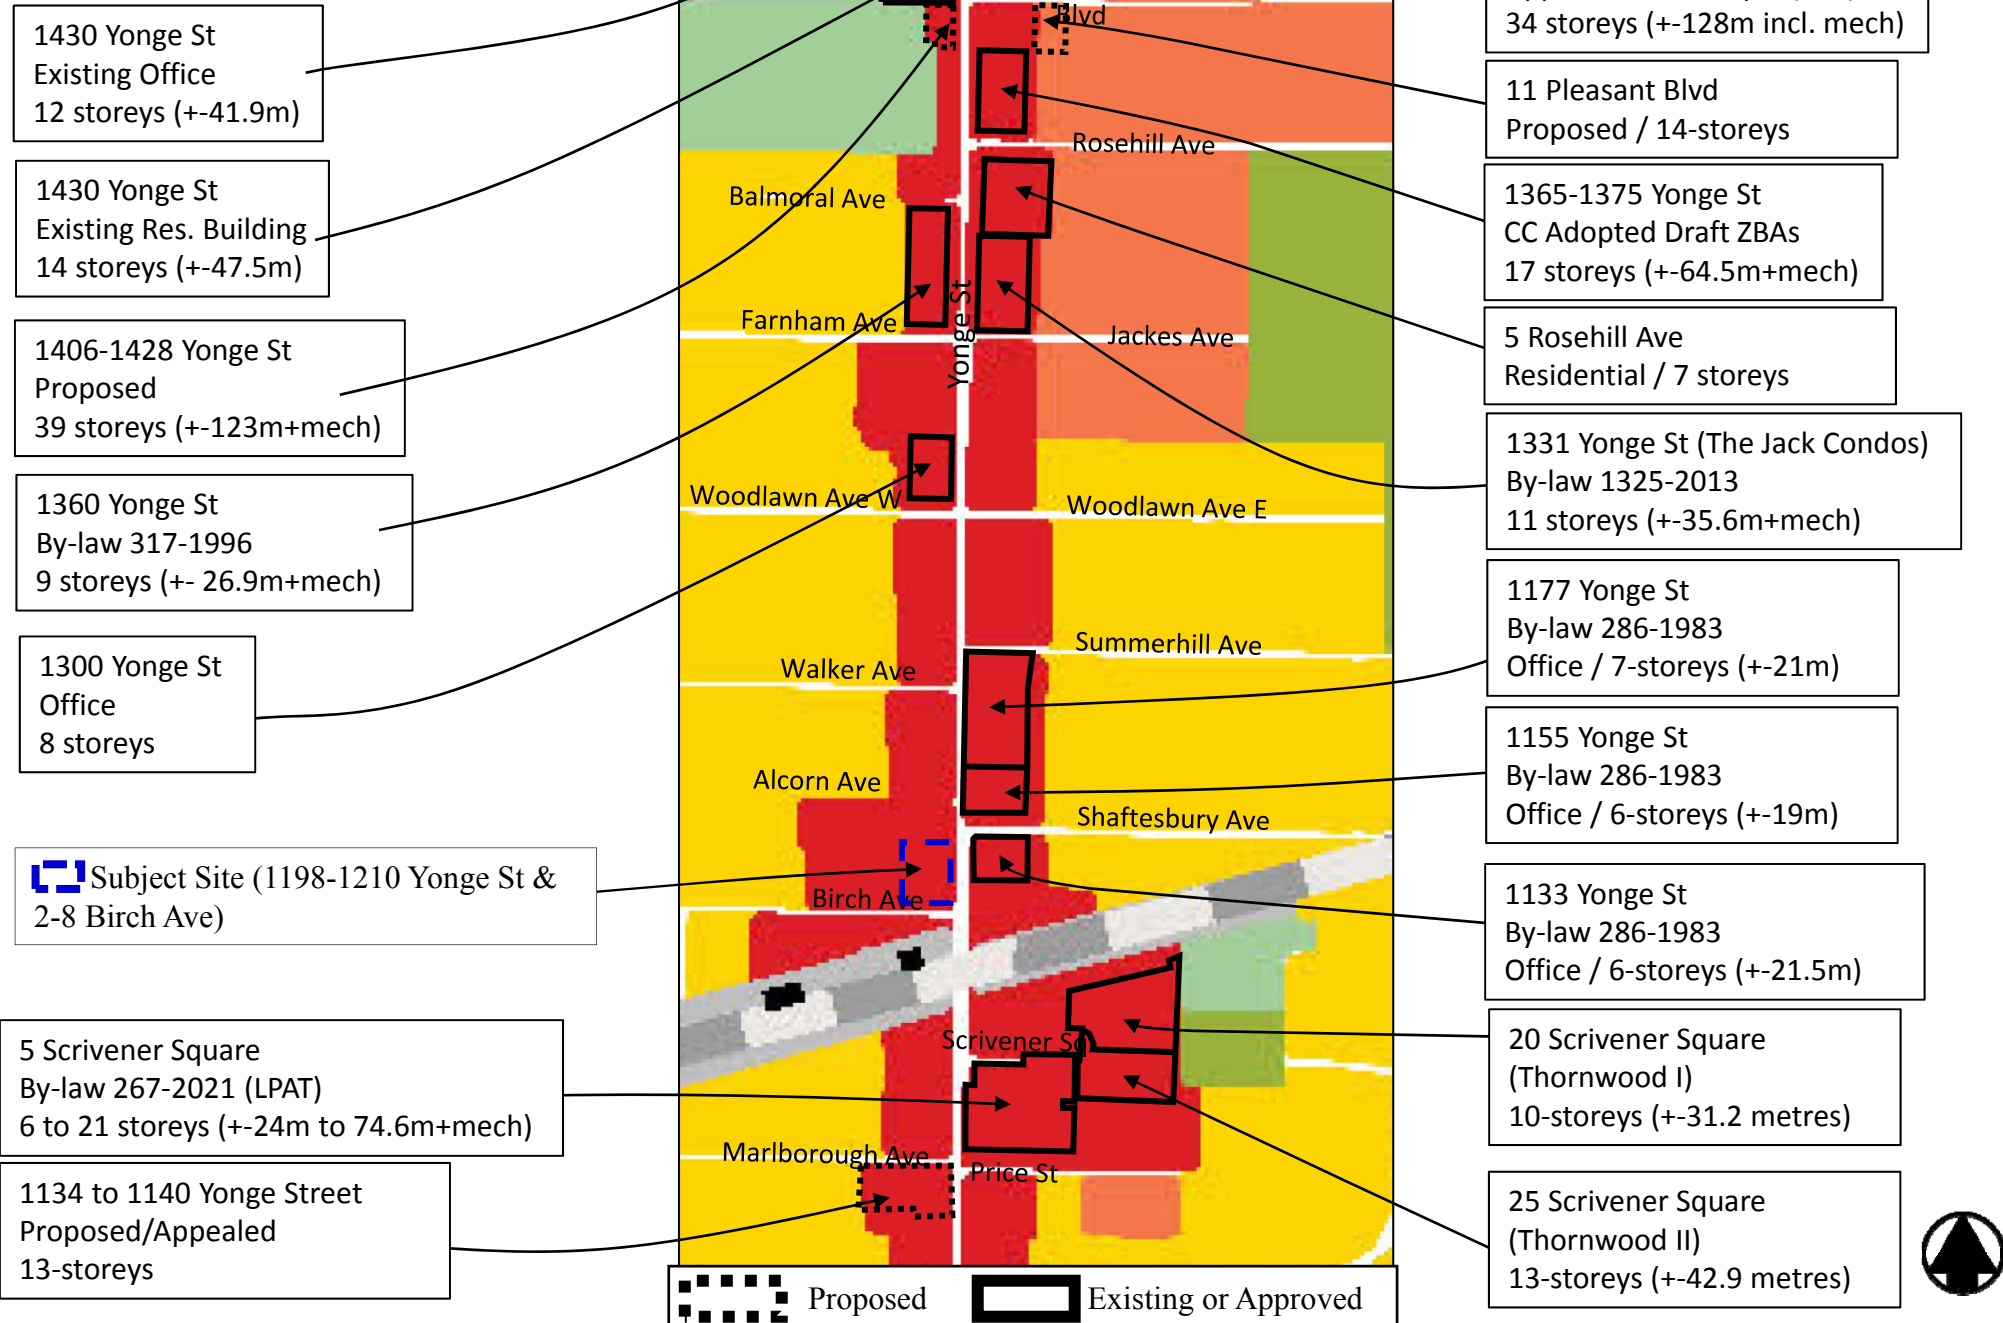 1430 Yonge St
Existing Office
12 storeys (+-41.9m)
1430 Yonge St
Existing Res. Building
14 storeys (+-47.5m)
1406-1428 Yonge St
Proposed
39 storeys (+-123m+mech)
1360 Yonge St
By-law 317-1996
9 storeys (+- 26.9m+mech)
1300 Yonge St
Office
8 storeys
Subject Site (1198-1210 Yonge St &
2-8 Birch Ave)
5 Scrivener Square
By-law 267-2021 (LPAT)
6 to 21 storeys (+-24m to 74.6m+mech)
1134 to 1140 Yonge Street
Proposed/Appealed
13-storeys
Blvd
Rosehill Ave
Balmoral Ave
Yonge St
Farnham Ave
Jackes Ave
Woodlawn Ave W
Woodlawn Ave E
Summerhill Ave
Walker Ave
Alcorn Ave
Shaftesbury Ave
Birch Ave
Scrivener Sq
Marlborough Ave
Price St
Proposed
Existing or Approved
34 storeys (+-128m incl. mech)
11 Pleasant Blvd
Proposed / 14-storeys
1365-1375 Yonge St
CC Adopted Draft ZBAs
17 storeys (+-64.5m+mech)
5 Rosehill Ave
Residential / 7 storeys
1331 Yonge St (The Jack Condos)
By-law 1325-2013
11 storeys (+-35.6m+mech)
1177 Yonge St
By-law 286-1983
Office / 7-storeys (+-21m)
1155 Yonge St
By-law 286-1983
Office / 6-storeys (+-19m)
1133 Yonge St
By-law 286-1983
Office / 6-storeys (+-21.5m)
20 Scrivener Square
(Thornwood I)
10-storeys (+-31.2 metres)
25 Scrivener Square
(Thornwood II)
13-storeys (+-42.9 metres)